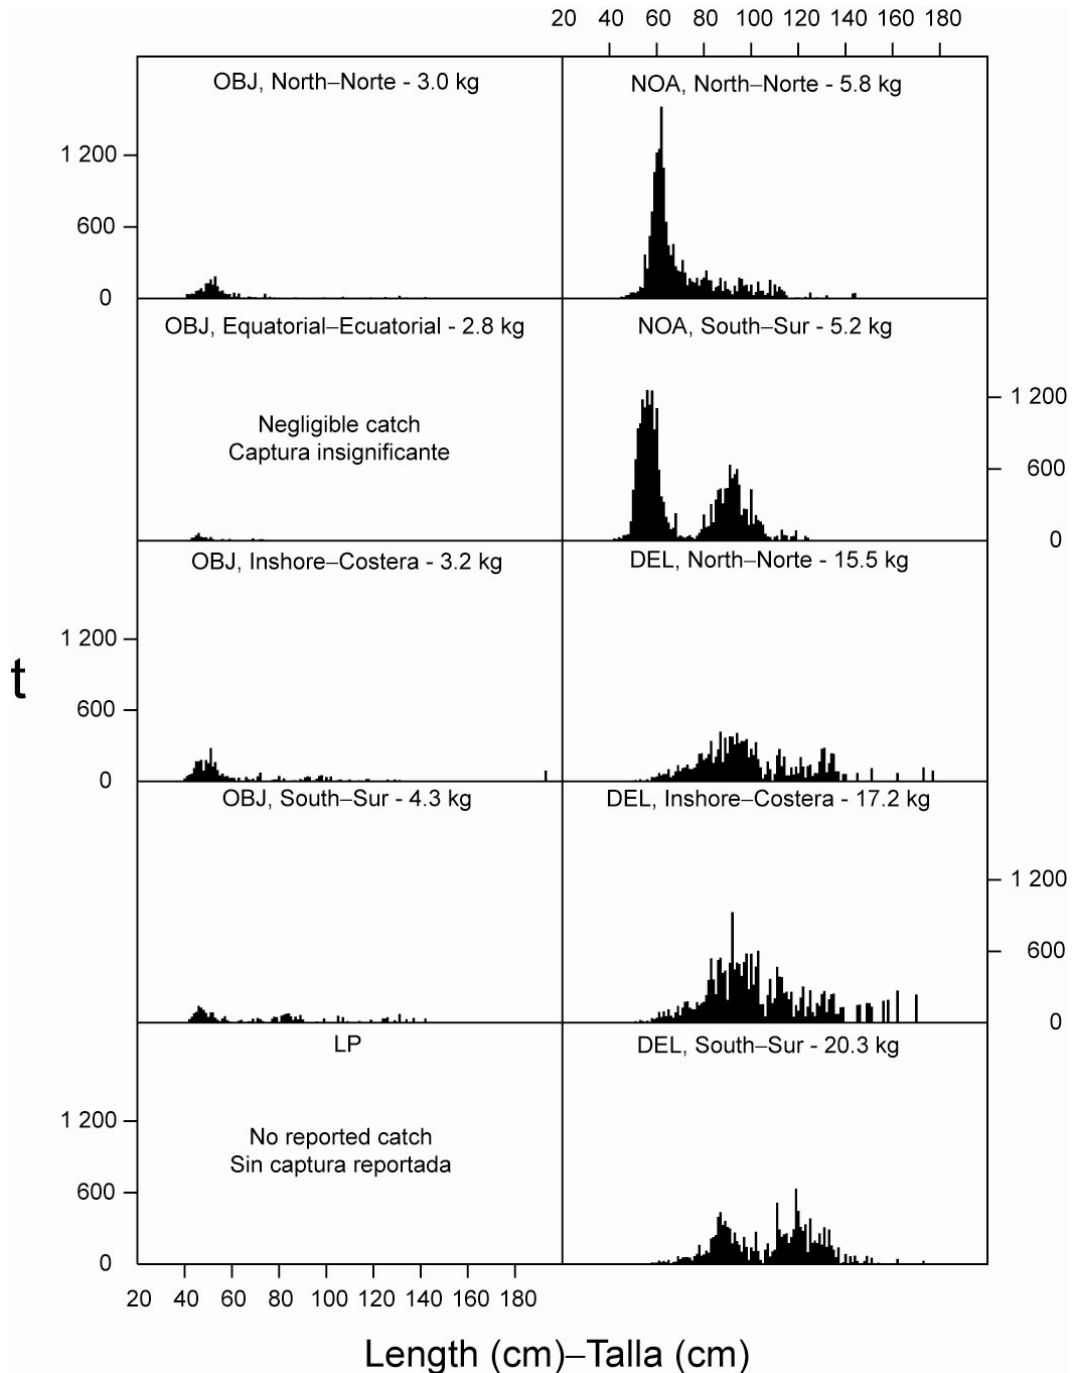 20 40 60 80 100 120 140 160 180
OBJ, North–Norte - 3.0 kg
NOA, North–Norte - 5.8 kg
1 200
600
0
OBJ, Equatorial–Ecuatorial - 2.8 kg
NOA, South–Sur - 5.2 kg
Negligible catch
Captura insignificante
1 200
600
0
OBJ, Inshore–Costera - 3.2 kg
DEL, North–Norte - 15.5 kg
1 200
t
600
0
OBJ, South–Sur - 4.3 kg
DEL, Inshore–Costera - 17.2 kg
1 200
600
0
LP
DEL, South–Sur - 20.3 kg
1 200
No reported catch
Sin captura reportada
600
0
20 40 60 80 100 120 140 160 180
Length (cm)–Talla (cm)